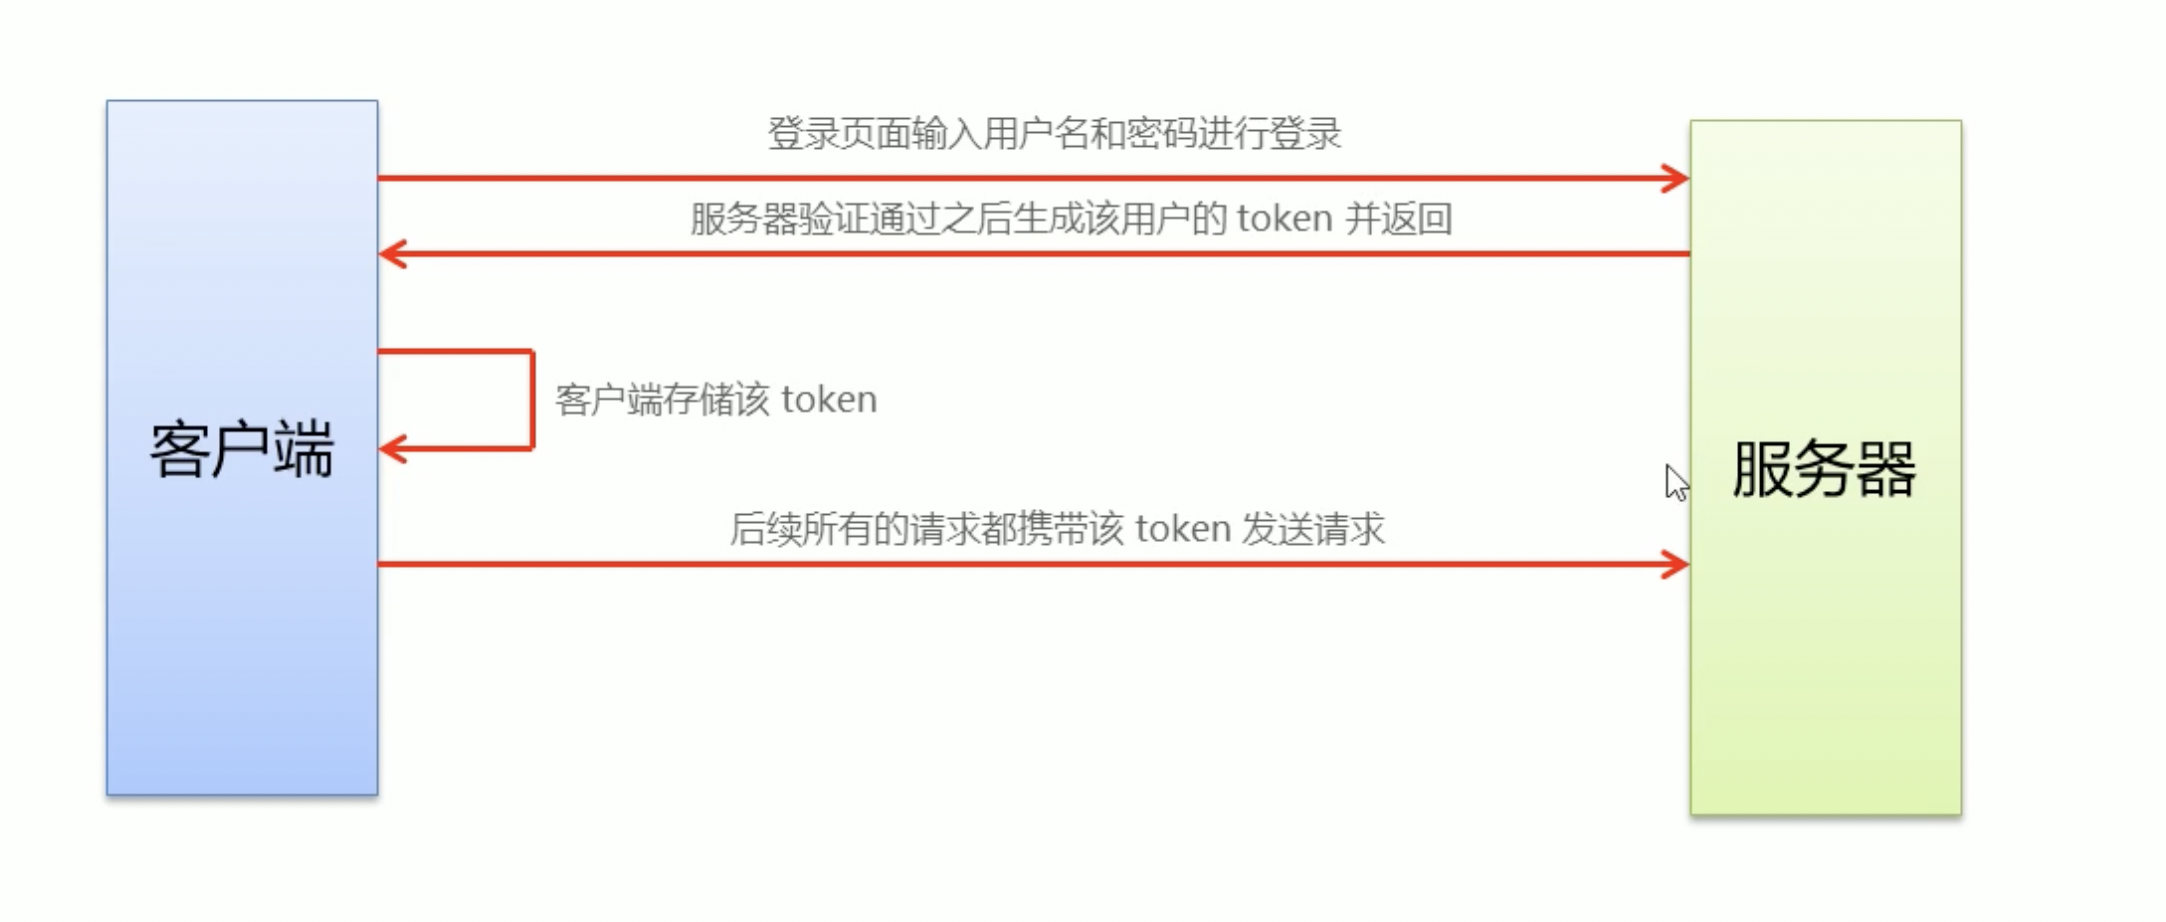 登录页面输入用户名和密码进行登录
服务器验证通过之后生成该用户的 token 并返回
客户端存储该 token
客户端
服务器
后续所有的请求都携带该 token 发送请求